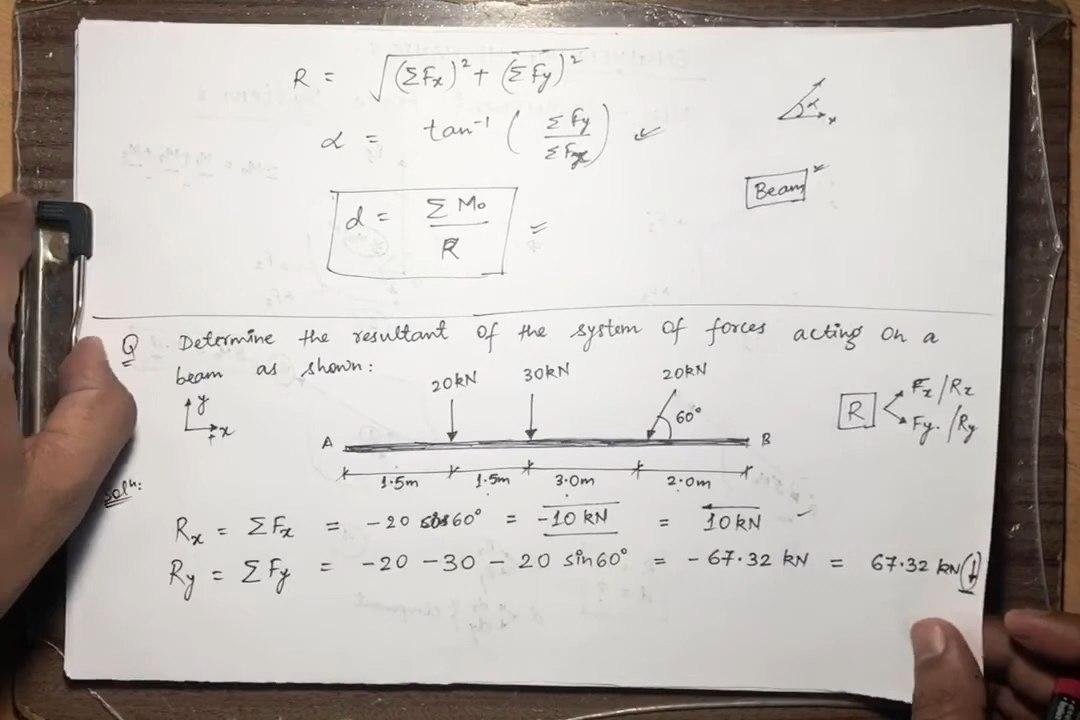 R = √(ΣFx)² + (ΣFy)²
α = tan⁻¹ (ΣFy / ΣFx)
α
x
Beam
d = ΣMo / R =
Q Determine the resultant of the system of forces acting on a
beam as shown:
20kN 30kN 20kN
60°
y
x
A B
R Fx/Rx
Fy./Ry
1.5m 1.5m 3.0m 2.0m
Soln:
Rx = ΣFx = -20 cos60° = -10 kN = 10 kN
Ry = ΣFy = -20 -30 - 20 sin60° = -67.32 kN = 67.32 kN(↓)